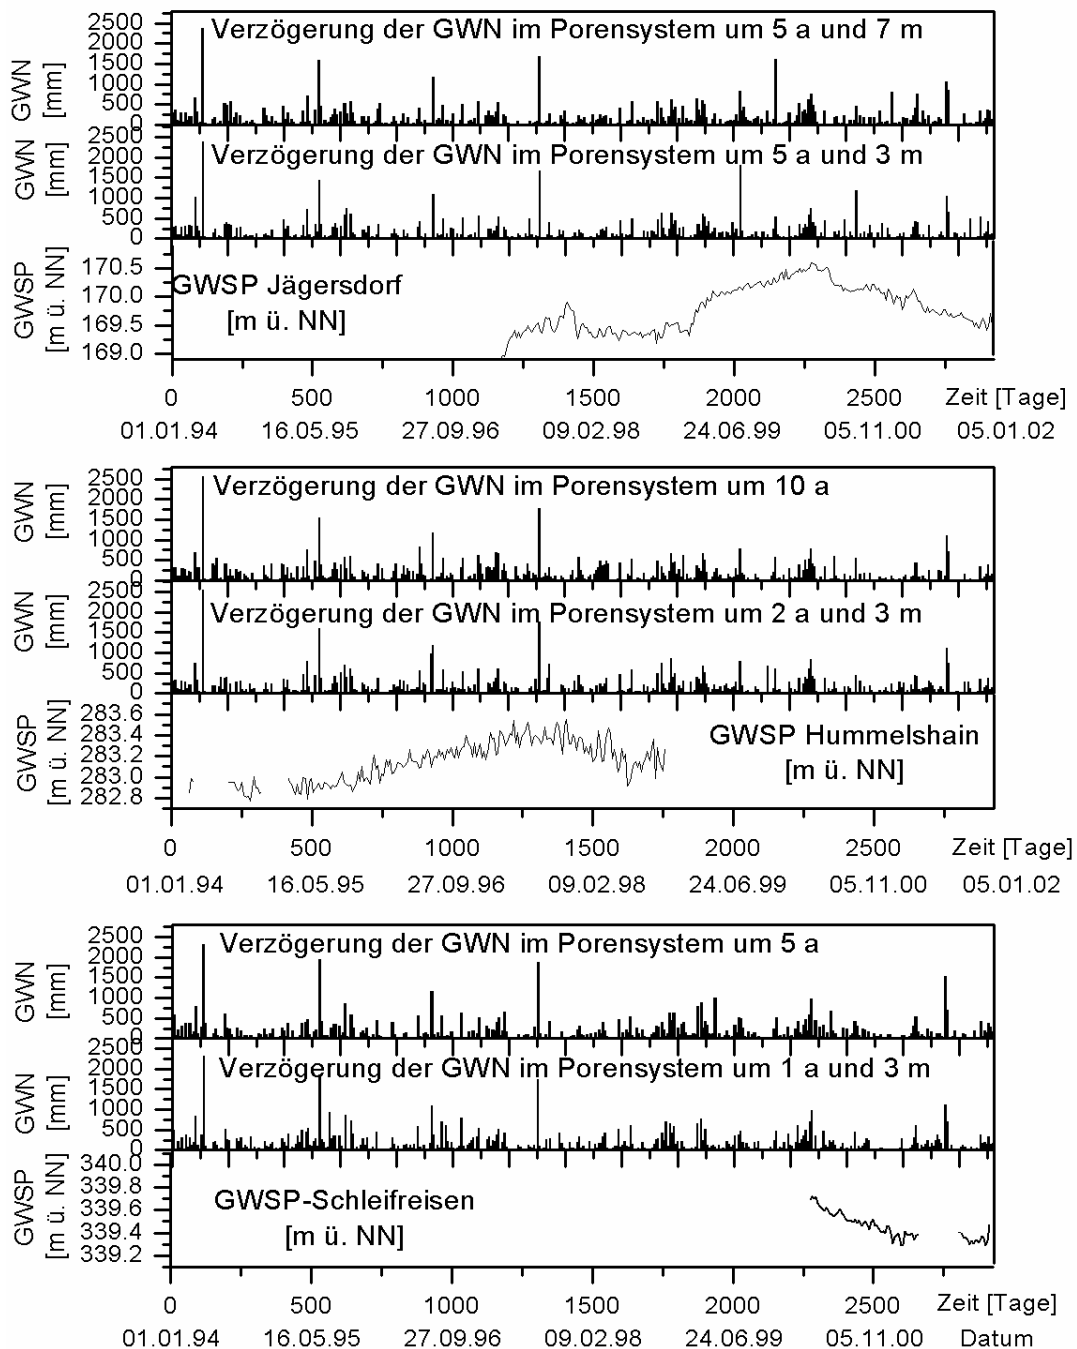 2500
2000
1500
1000
500
0
GWN
[mm]
Verzögerung der GWN im Porensystem um 5 a und 7 m
2500
2000
1500
1000
500
0
GWN
[mm]
Verzögerung der GWN im Porensystem um 5 a und 3 m
170.5
170.0
169.5
169.0
GWSP
[m ü. NN]
GWSP Jägersdorf
[m ü. NN]
0 500 1000 1500 2000 2500 Zeit [Tage]
01.01.94 16.05.95 27.09.96 09.02.98 24.06.99 05.11.00 05.01.02
2500
2000
1500
1000
500
0
GWN
[mm]
Verzögerung der GWN im Porensystem um 10 a
2500
2000
1500
1000
500
0
GWN
[mm]
Verzögerung der GWN im Porensystem um 2 a und 3 m
283.6
283.4
283.2
283.0
282.8
GWSP
[m ü. NN]
GWSP Hummelshain
[m ü. NN]
0 500 1000 1500 2000 2500 Zeit [Tage]
01.01.94 16.05.95 27.09.96 09.02.98 24.06.99 05.11.00 05.01.02
2500
2000
1500
1000
500
0
GWN
[mm]
Verzögerung der GWN im Porensystem um 5 a
2500
2000
1500
1000
500
0
GWN
[mm]
Verzögerung der GWN im Porensystem um 1 a und 3 m
340.0
339.8
339.6
339.4
339.2
GWSP
[m ü. NN]
GWSP-Schleifreisen
[m ü. NN]
0 500 1000 1500 2000 2500 Zeit [Tage]
01.01.94 16.05.95 27.09.96 09.02.98 24.06.99 05.11.00 Datum